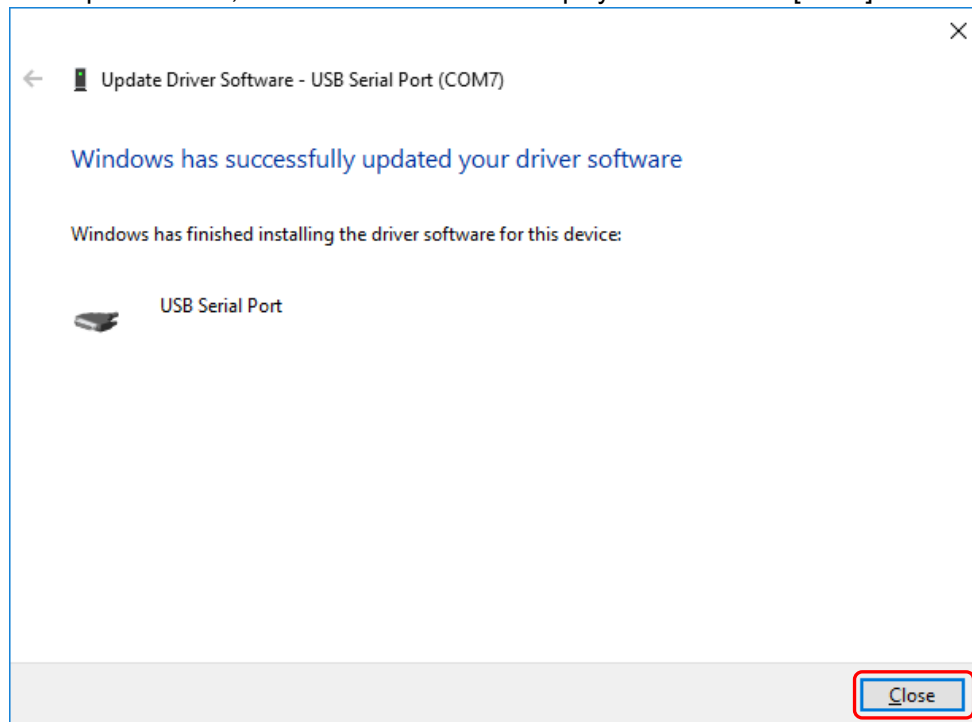 Update Driver Software - USB Serial Port (COM7)
Windows has successfully updated your driver software
Windows has finished installing the driver software for this device:
USB Serial Port
Close